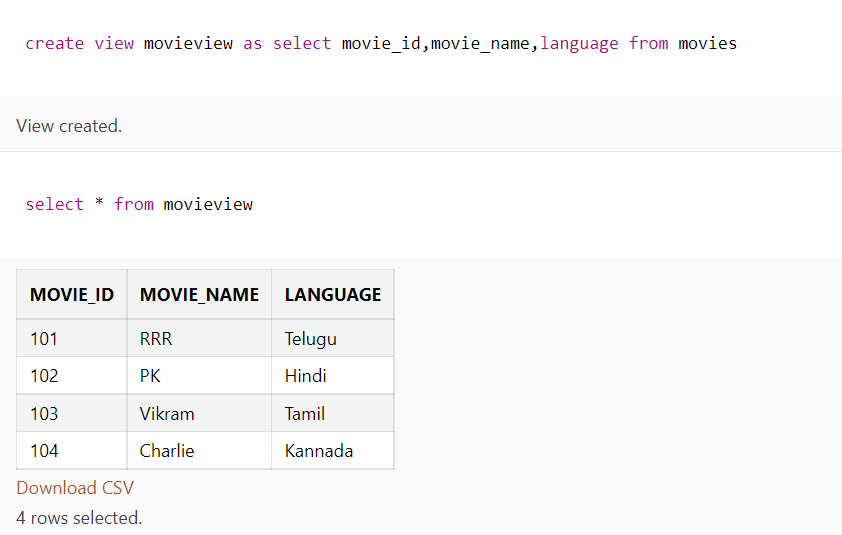 create view movieview as select movie_id,movie_name,language from movies
View created.
select * from movieview
MOVIE_ID MOVIE_NAME LANGUAGE
101 RRR Telugu
102 PK Hindi
103 Vikram Tamil
104 Charlie Kannada
Download CSV
4 rows selected.